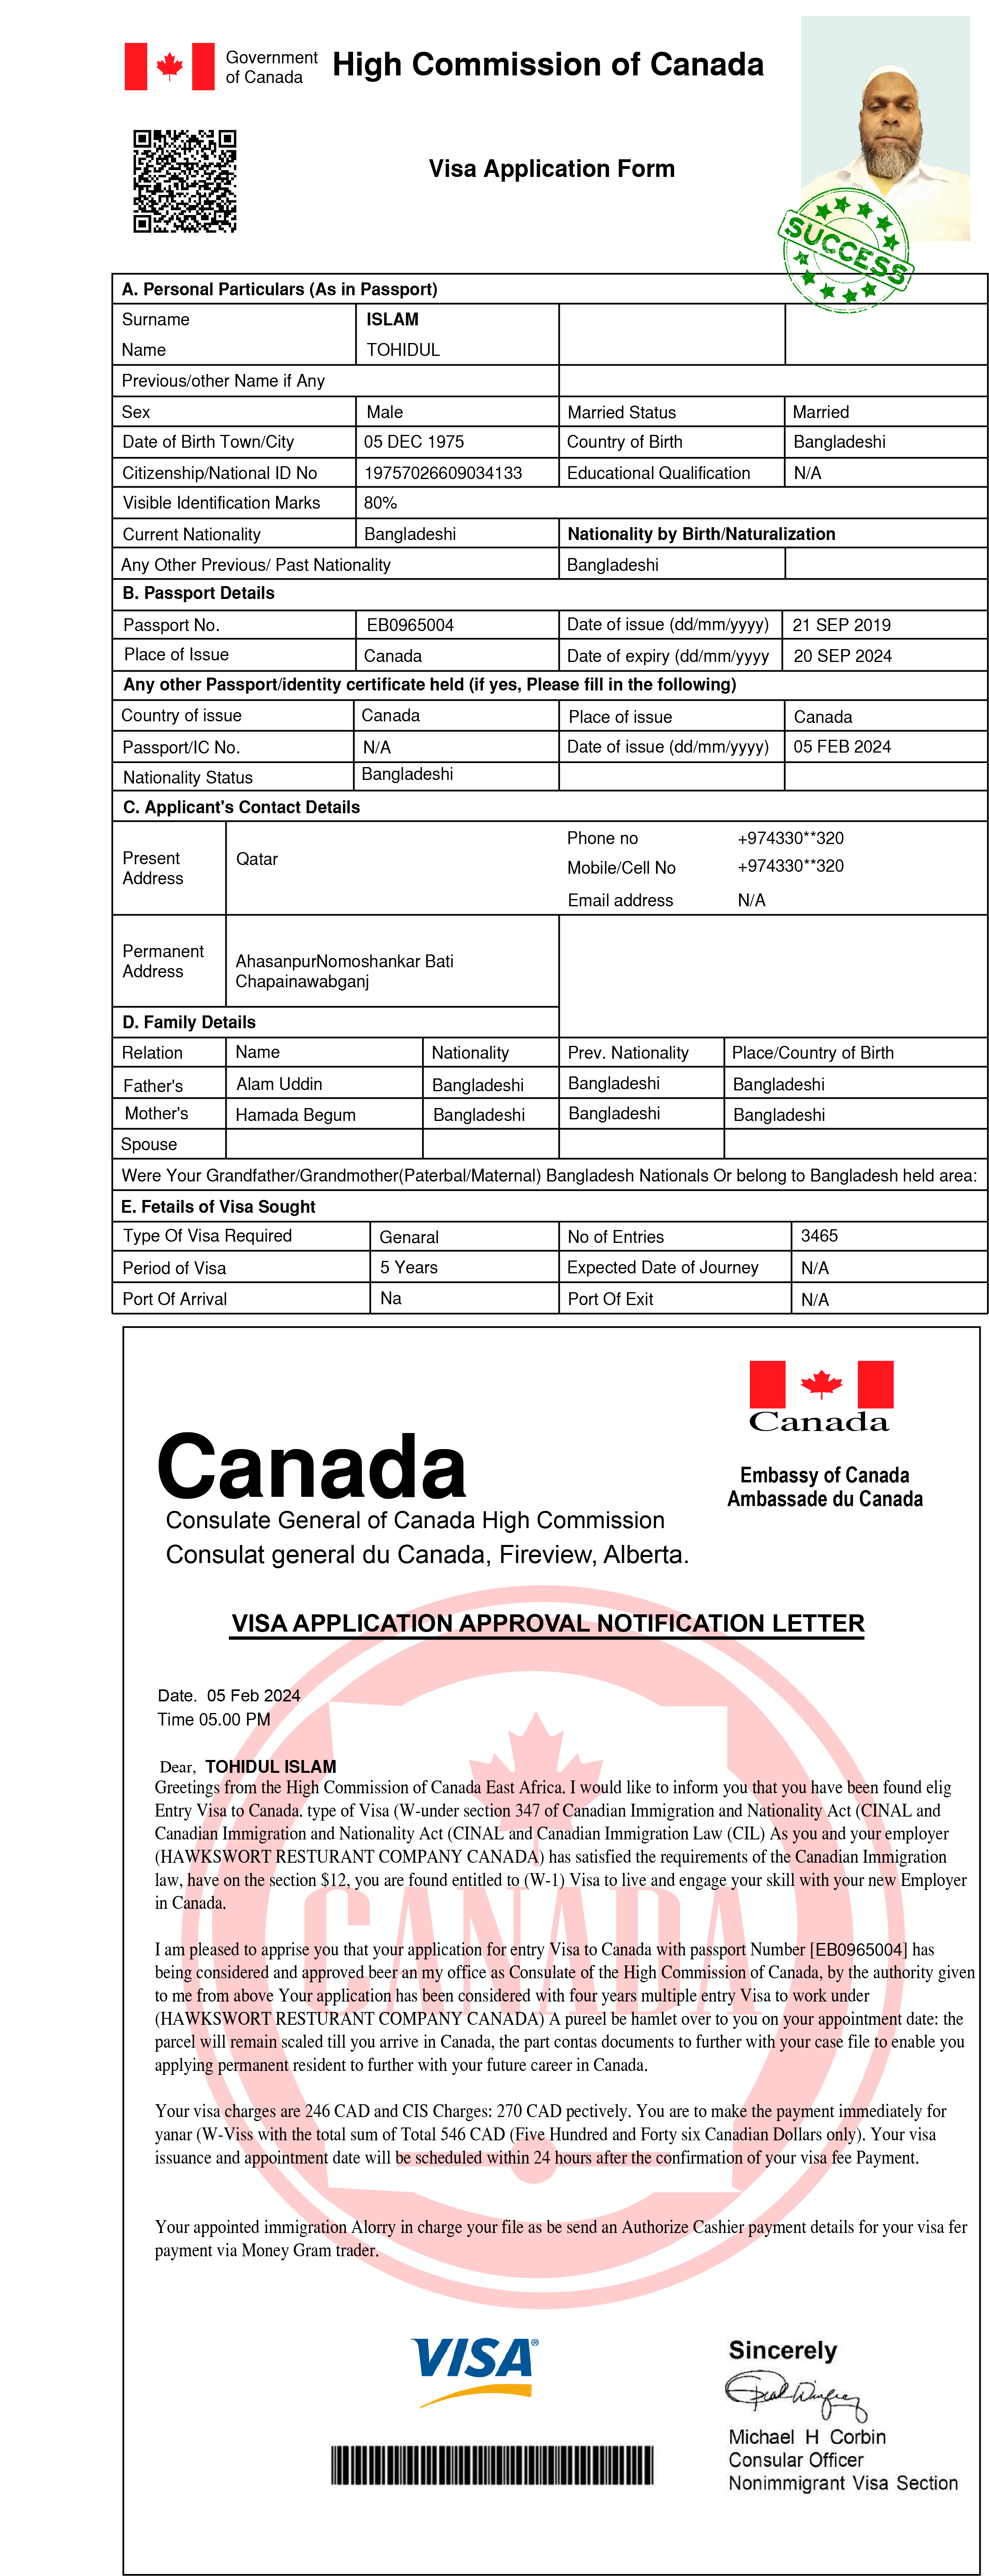 Government
of Canada
High Commission of Canada
Visa Application Form
SUCCESS
A. Personal Particulars (As in Passport)
Surname ISLAM
Name TOHIDUL
Previous/other Name if Any
Sex Male Married Status Married
Date of Birth Town/City 05 DEC 1975 Country of Birth Bangladeshi
Citizenship/National ID No 19757026609034133 Educational Qualification N/A
Visible Identification Marks 80%
Current Nationality Bangladeshi Nationality by Birth/Naturalization
Any Other Previous/ Past Nationality Bangladeshi
B. Passport Details
Passport No. EB0965004 Date of issue (dd/mm/yyyy) 21 SEP 2019
Place of Issue Canada Date of expiry (dd/mm/yyyy 20 SEP 2024
Any other Passport/identity certificate held (if yes, Please fill in the following)
Country of issue Canada Place of issue Canada
Passport/IC No. N/A Date of issue (dd/mm/yyyy) 05 FEB 2024
Nationality Status Bangladeshi
C. Applicant's Contact Details
Present
Address
Qatar
Phone no +974330**320
Mobile/Cell No +974330**320
Email address N/A
Permanent
Address
AhasanpurNomoshankar Bati
Chapainawabganj
D. Family Details
Relation Name Nationality Prev. Nationality Place/Country of Birth
Father's Alam Uddin Bangladeshi Bangladeshi Bangladeshi
Mother's Hamada Begum Bangladeshi Bangladeshi Bangladeshi
Spouse
Were Your Grandfather/Grandmother(Paterbal/Maternal) Bangladesh Nationals Or belong to Bangladesh held area:
E. Fetails of Visa Sought
Type Of Visa Required Genaral No of Entries 3465
Period of Visa 5 Years Expected Date of Journey N/A
Port Of Arrival Na Port Of Exit N/A
Canada
Embassy of Canada
Ambassade du Canada
Canada
Consulate General of Canada High Commission
Consulat general du Canada, Fireview, Alberta.
VISA APPLICATION APPROVAL NOTIFICATION LETTER
Date. 05 Feb 2024
Time 05.00 PM
Dear, TOHIDUL ISLAM
Greetings from the High Commission of Canada East Africa. I would like to inform you that you have been found elig
Entry Visa to Canada. type of Visa (W-under section 347 of Canadian Immigration and Nationality Act (CINAL and
Canadian Immigration and Nationality Act (CINAL and Canadian Immigration Law (CIL) As you and your employer
(HAWKSWORT RESTURANT COMPANY CANADA) has satisfied the requirements of the Canadian Immigration
law, have on the section $12, you are found entitled to (W-1) Visa to live and engage your skill with your new Employer
in Canada.
I am pleased to apprise you that your application for entry Visa to Canada with passport Number [EB0965004] has
being considered and approved beer an my office as Consulate of the High Commission of Canada, by the authority given
to me from above Your application has been considered with four years multiple entry Visa to work under
(HAWKSWORT RESTURANT COMPANY CANADA) A pureel be hamlet over to you on your appointment date: the
parcel will remain scaled till you arrive in Canada, the part contas documents to further with your case file to enable you
applying permanent resident to further with your future career in Canada.
Your visa charges are 246 CAD and CIS Charges: 270 CAD pectively. You are to make the payment immediately for
yanar (W-Viss with the total sum of Total 546 CAD (Five Hundred and Forty six Canadian Dollars only). Your visa
issuance and appointment date will be scheduled within 24 hours after the confirmation of your visa fee Payment.
Your appointed immigration Alorry in charge your file as be send an Authorize Cashier payment details for your visa fer
payment via Money Gram trader.
CANADA
VISA®
Sincerely
Michael H Corbin
Consular Officer
Nonimmigrant Visa Section